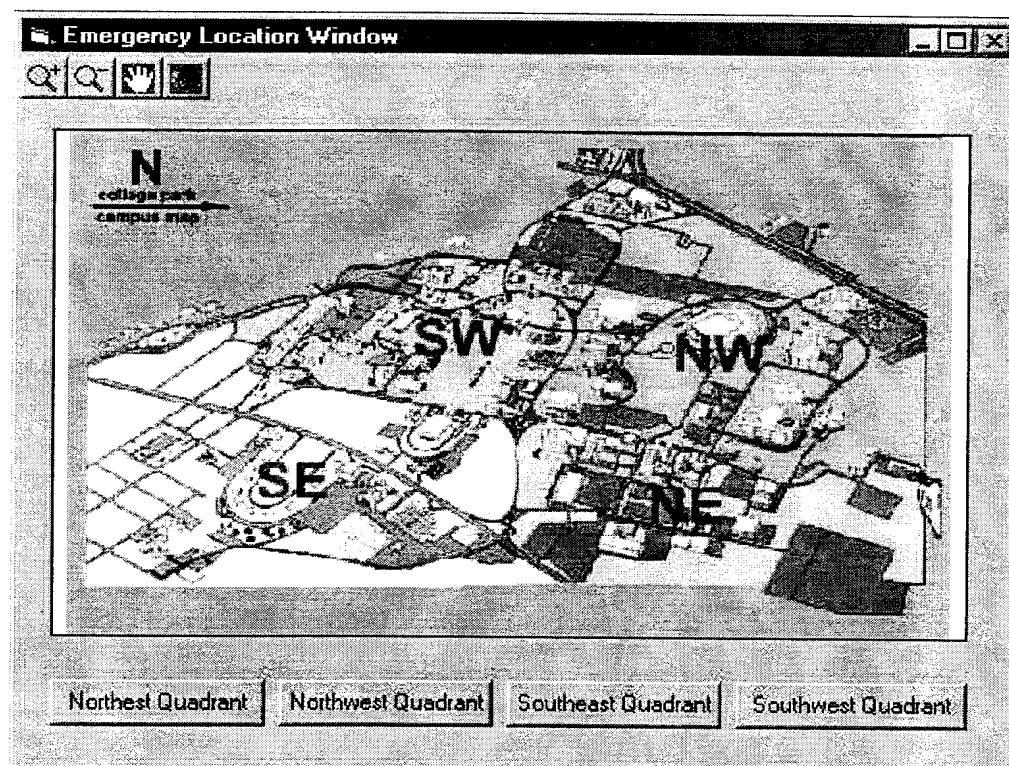 Emergency Location Window
N
college park
campus map
SW
NW
SE
NE
Northest Quadrant
Northwest Quadrant
Southeast Quadrant
Southwest Quadrant